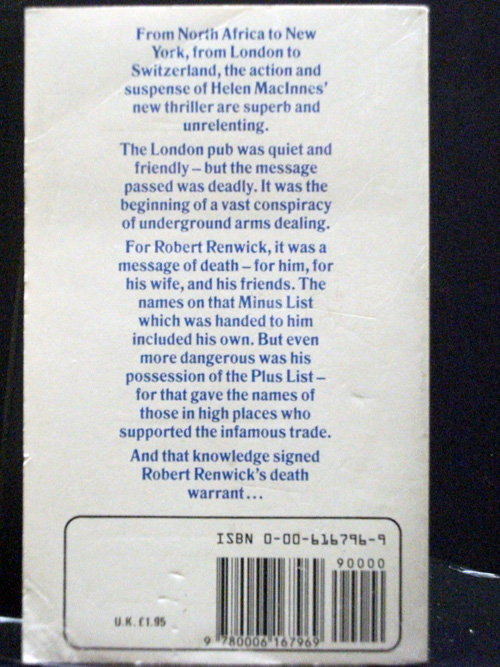 From North Africa to New
York, from London to
Switzerland, the action and
suspense of Helen MacInnes'
new thriller are superb and
unrelenting.
The London pub was quiet and
friendly – but the message
passed was deadly. It was the
beginning of a vast conspiracy
of underground arms dealing.
For Robert Renwick, it was a
message of death – for him, for
his wife, and his friends. The
names on that Minus List
which was handed to him
included his own. But even
more dangerous was his
possession of the Plus List –
for that gave the names of
those in high places who
supported the infamous trade.
And that knowledge signed
Robert Renwick's death
warrant...
ISBN 0-00-616796-9
90000
U.K. £1.95
9 780006 167969